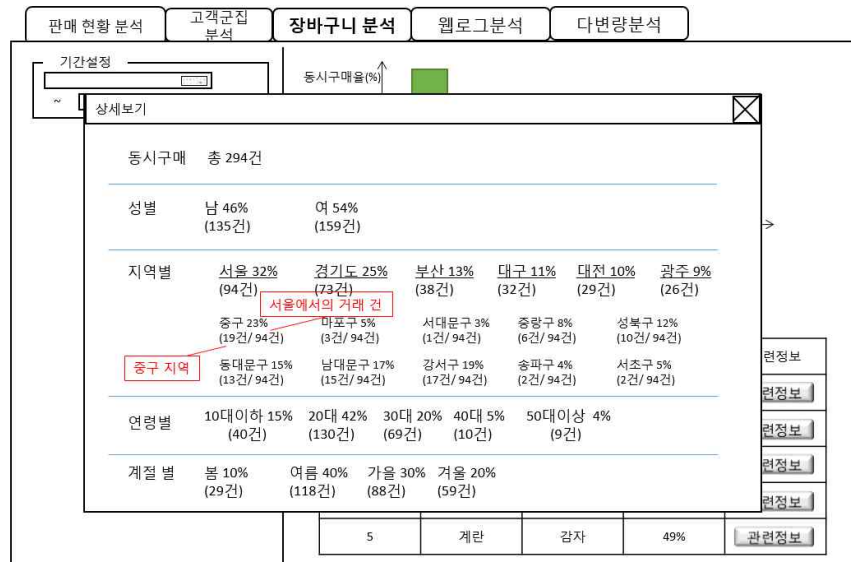 판매 현황 분석
고객군집
분석
장바구니 분석
웹로그분석
다변량분석
기간설정
~
동시구매율(%)
상세보기
동시구매 총 294건
성별 남 46% 여 54%
(135건) (159건)
지역별 서울 32% 경기도 25% 부산 13% 대구 11% 대전 10% 광주 9%
(94건) (73건) (38건) (32건) (29건) (26건)
서울에서의 거래 건
중구 23% 마포구 5% 서대문구 3% 중랑구 8% 성북구 12%
(19건/ 94건) (3건/ 94건) (1건/ 94건) (6건/ 94건) (10건/ 94건)
중구 지역
동대문구 15% 남대문구 17% 강서구 19% 송파구 4% 서초구 5%
(13건/ 94건) (15건/ 94건) (17건/ 94건) (2건/ 94건) (2건/ 94건)
연령별 10대이하 15% 20대 42% 30대 20% 40대 5% 50대이상 4%
(40건) (130건) (69건) (10건) (9건)
계절 별 봄 10% 여름 40% 가을 30% 겨울 20%
(29건) (118건) (88건) (59건)
련정보
련정보
련정보
련정보
련정보
5 계란 감자 49% 관련정보